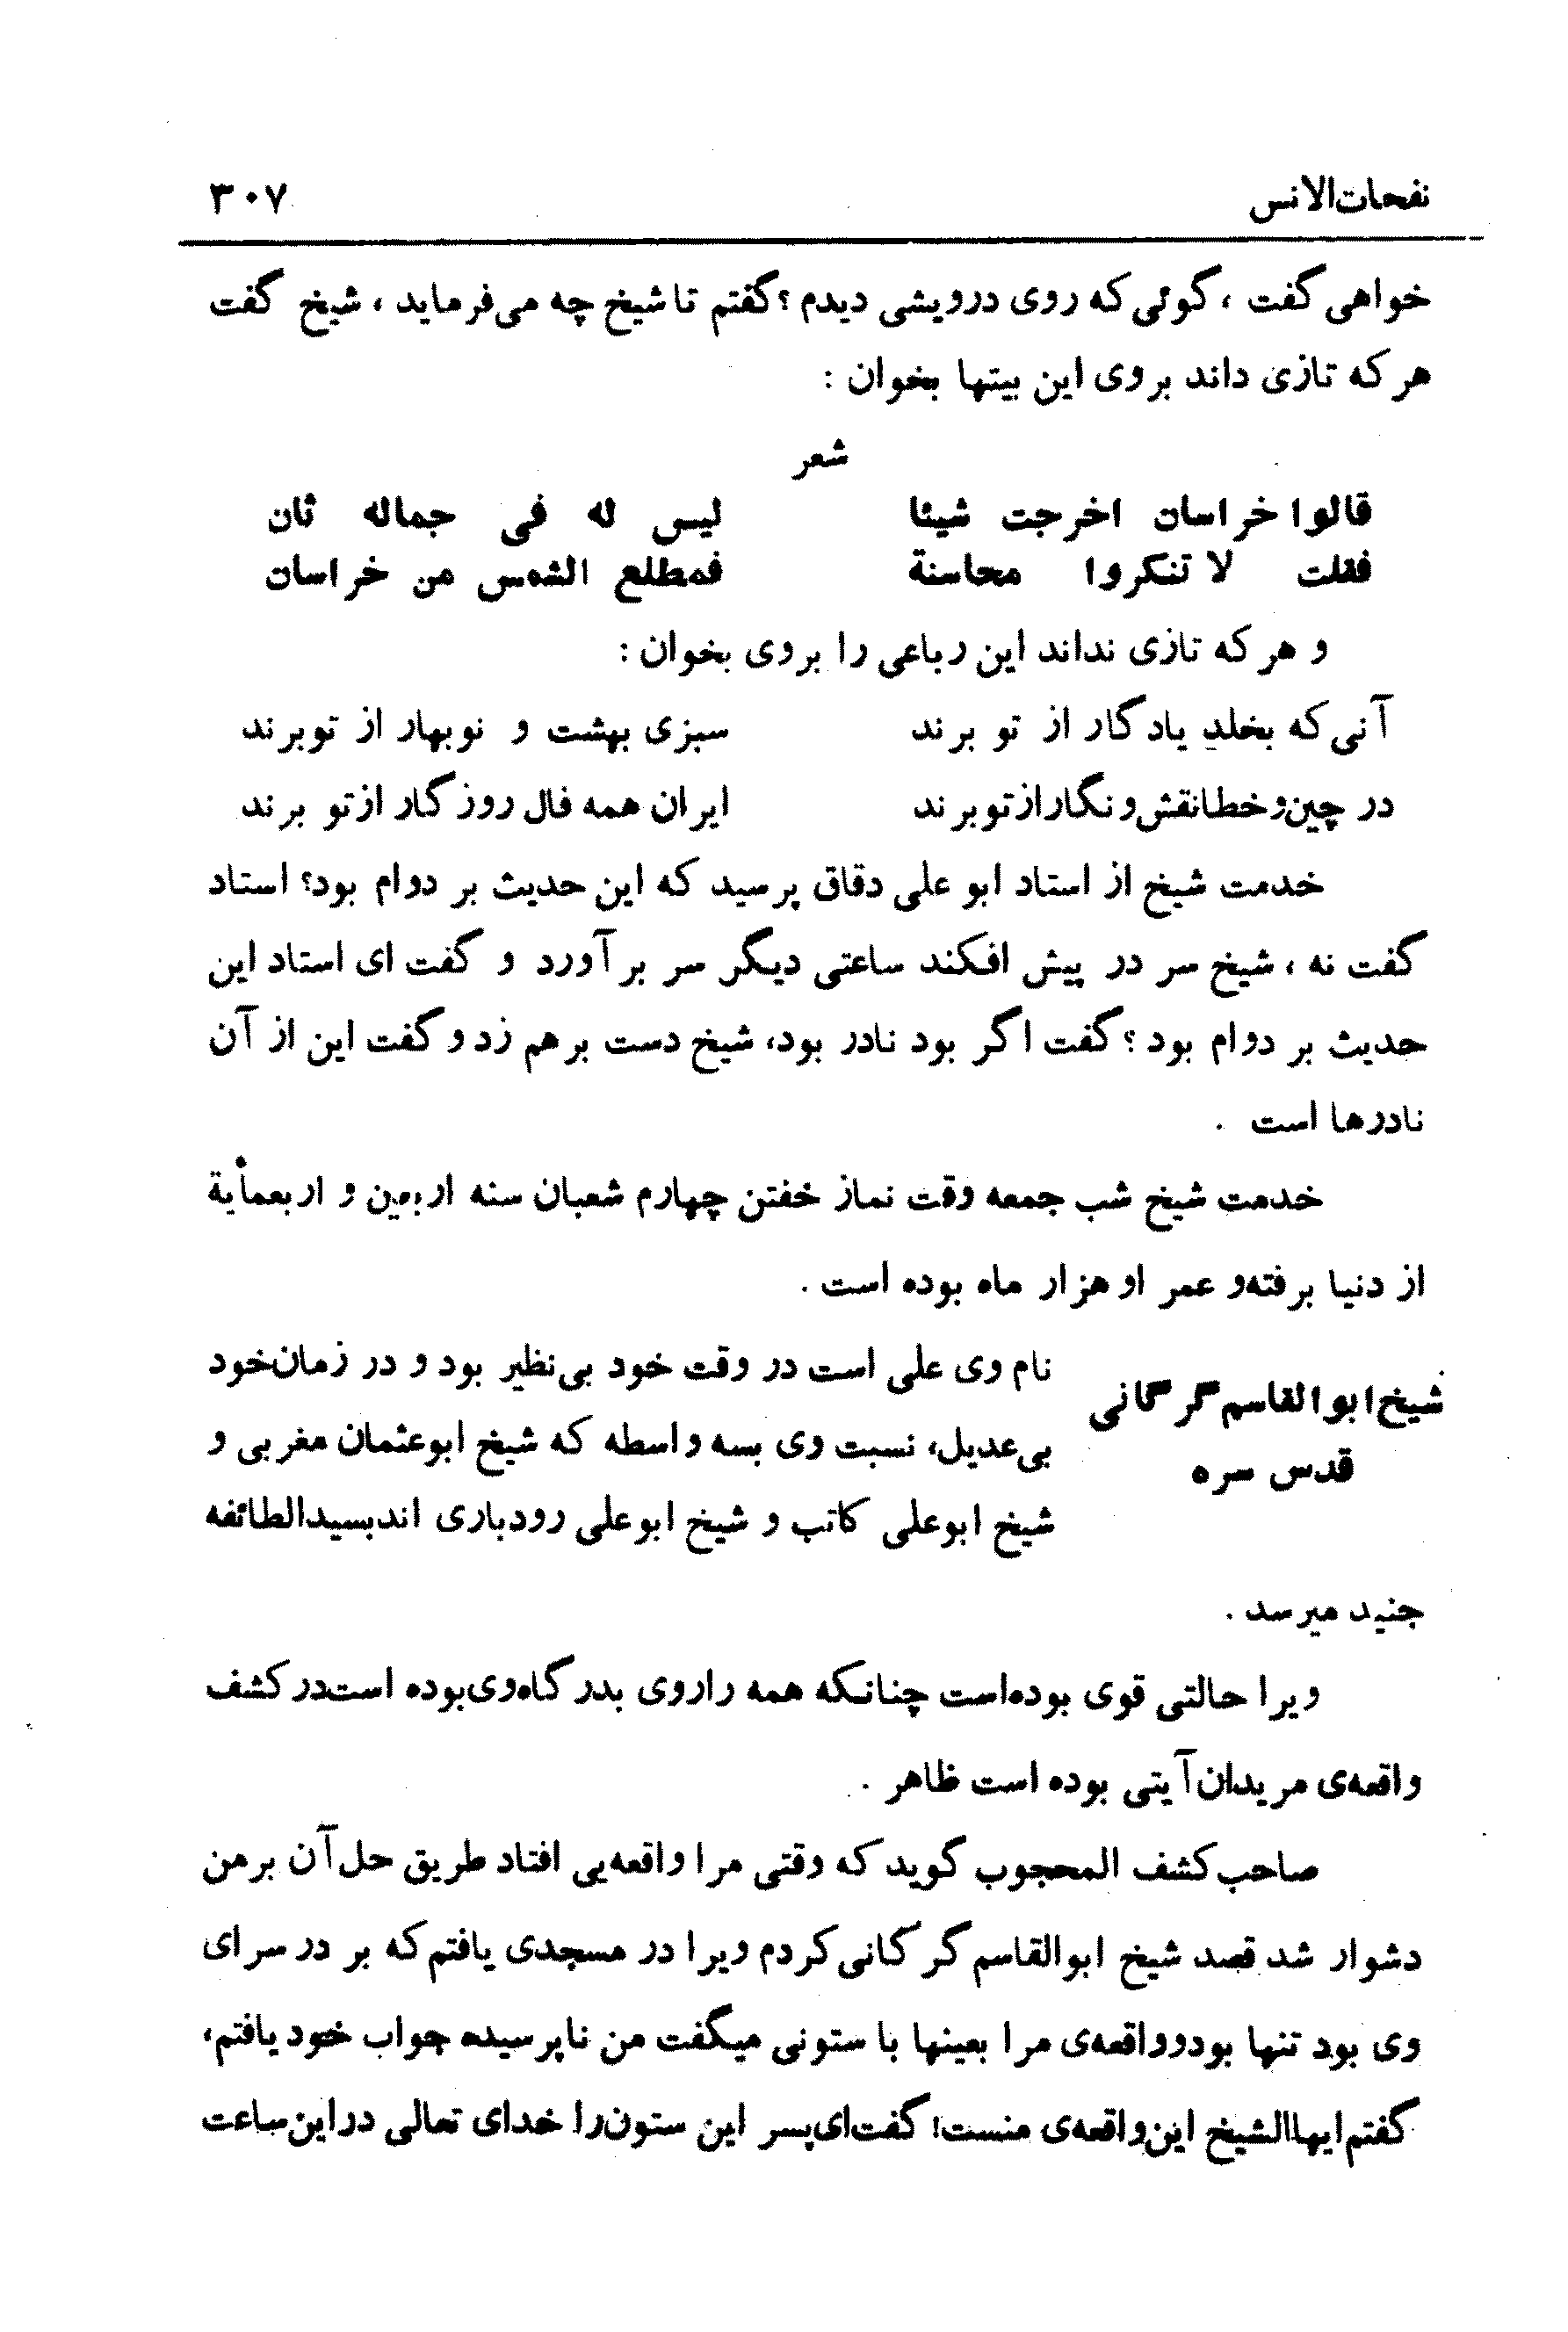 نفحات‌الانس ۳۰۷
خواهی گفت ، گوئی که روی درویشی دیدم ؟ گفتم تا شیخ چه می‌فرماید ، شیخ گفت
هر که تازی داند بروی این بیتها بخوان :
شعر
قالوا خراسان اخرجت شیئا لیس له فی جماله ثان
فقلت لا تنکروا محاسنة فمطلع الشمس من خراسان
و هر که تازی نداند این رباعی را بروی بخوان :
آنی که بخلد یادگار از تو برند سبزی بهشت و نوبهار از توبرند
در چین‌و خطانقش‌و نگار از توبرند ایران همه فال روزگار از تو برند
خدمت شیخ از استاد ابو علی دقاق پرسید که این حدیث بر دوام بود؟ استاد
گفت نه ، شیخ سر در پیش افکند ساعتی دیگر سر بر آورد و گفت ای استاد این
حدیث بر دوام بود ؟ گفت اگر بود نادر بود، شیخ دست برهم زد و گفت این از آن
نادرها است .
خدمت شیخ شب جمعه وقت نماز خفتن چهارم شعبان سنه اربعین و اربعمأیة
از دنیا برفته‌و عمر او هزار ماه بوده است .
شیخ ابوالقاسم گرگانی
قدس سره
نام وی علی است در وقت خود بی‌نظیر بود و در زمان‌خود
بی‌عدیل، نسبت وی بسه واسطه که شیخ ابوعثمان مغربی و
شیخ ابوعلی کاتب و شیخ ابوعلی رودباری اندبسیدالطائفه
جنید میرسد .
ویرا حالتی قوی بوده‌است چنانکه همه را روی بدرگاه‌وی‌بوده است‌در کشف
واقعه‌ی مریدان آیتی بوده است ظاهر .
صاحب کشف المحجوب گوید که وقتی مرا واقعه‌یی افتاد طریق حل آن برمن
دشوار شد قصد شیخ ابوالقاسم گرگانی کردم ویرا در مسجدی یافتم که بر در سرای
وی بود تنها بودوواقعه‌ی مرا بعینها با ستونی میگفت من ناپرسیده جواب خود یافتم،
گفتم ایهاالشیخ این‌واقعه‌ی منست؛ گفت‌ای‌پسر این ستون‌را خدای تعالی دراین‌ساعت